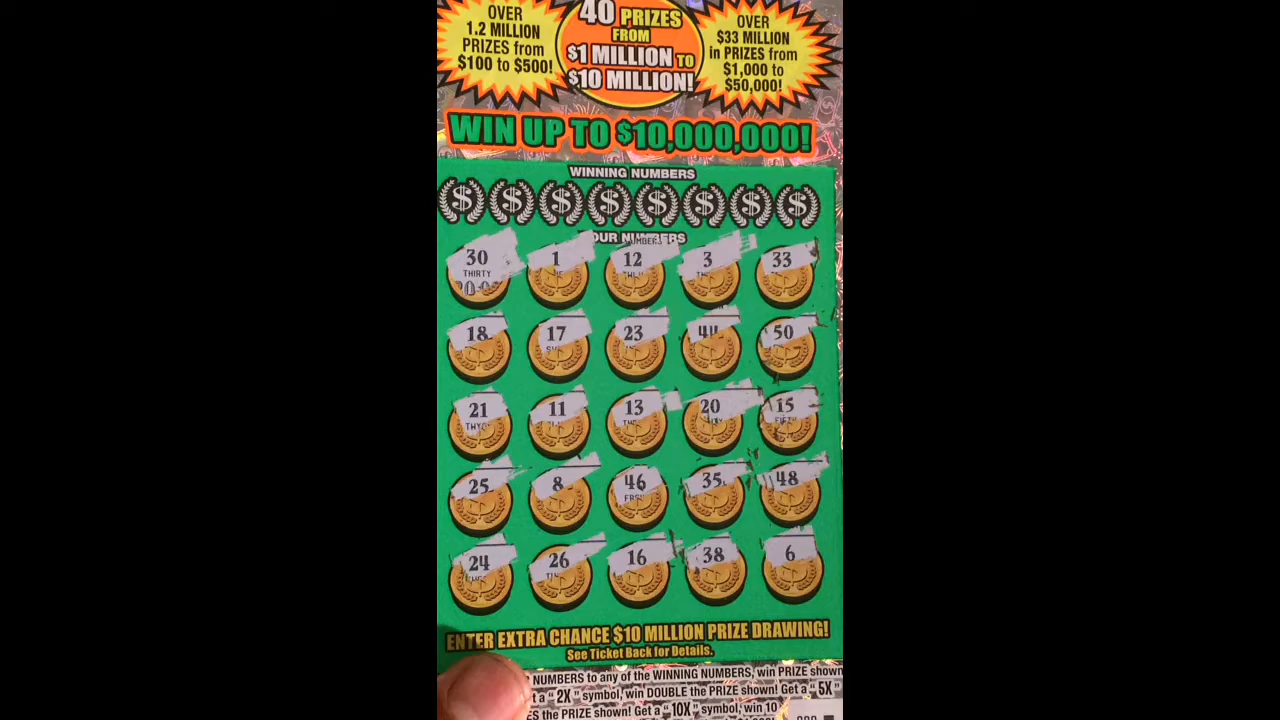 OVER
1.2 MILLION
PRIZES from
$100 to $500!
40 PRIZES
FROM
$1 MILLION TO
$10 MILLION!
OVER
$33 MILLION
in PRIZES from
$1,000 to
$50,000!
WIN UP TO $10,000,000!
WINNING NUMBERS
$ $ $ $ $ $ $ $
OUR NUMBERS
30 1 12 3 33
THIRTY
18 17 23 44 50
21 11 13 20 15
25 8 46 35 48
24 26 16 38 6
ENTER EXTRA CHANCE $10 MILLION PRIZE DRAWING!
See Ticket Back for Details.
NUMBERS to any of the WINNING NUMBERS, win PRIZE shown
t a "2X" symbol, win DOUBLE the PRIZE shown! Get a "5X"
ES the PRIZE shown! Get a "10X" symbol, win 10